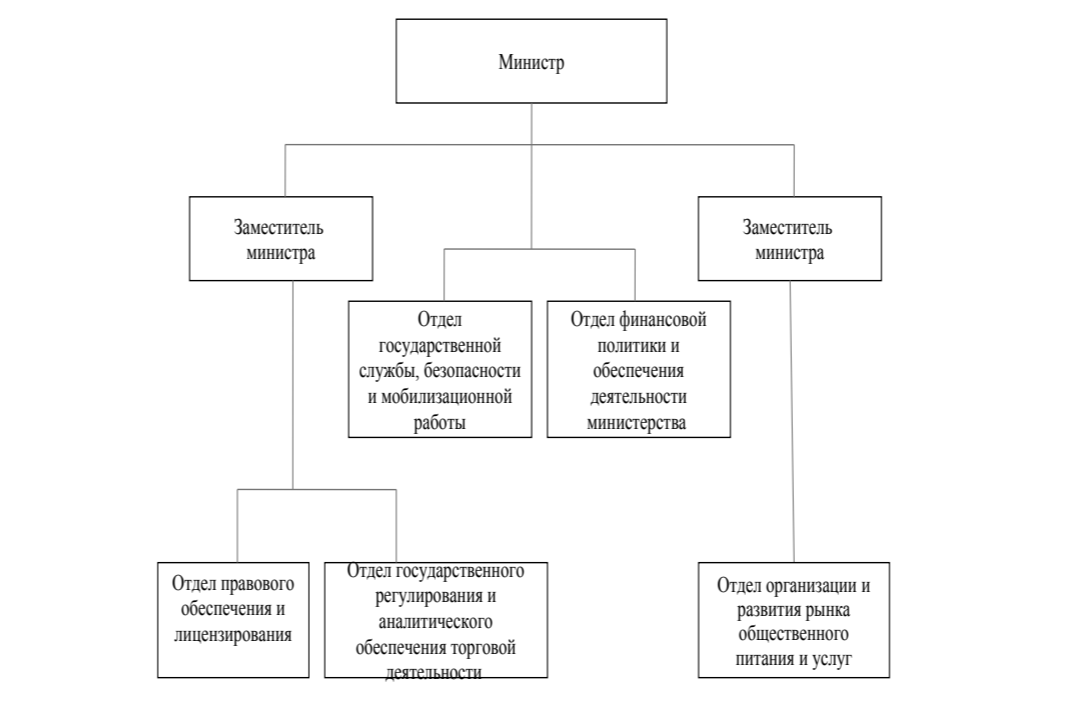 Министр
Заместитель
министра
Заместитель
министра
Отдел
государственной
службы, безопасности
и мобилизационной
работы
Отдел финансовой
политики и
обеспечения
деятельности
министерства
Отдел правового
обеспечения и
лицензирования
Отдел государственного
регулирования и
аналитического
обеспечения торговой
деятельности
Отдел организации и
развития рынка
общественного
питания и услуг